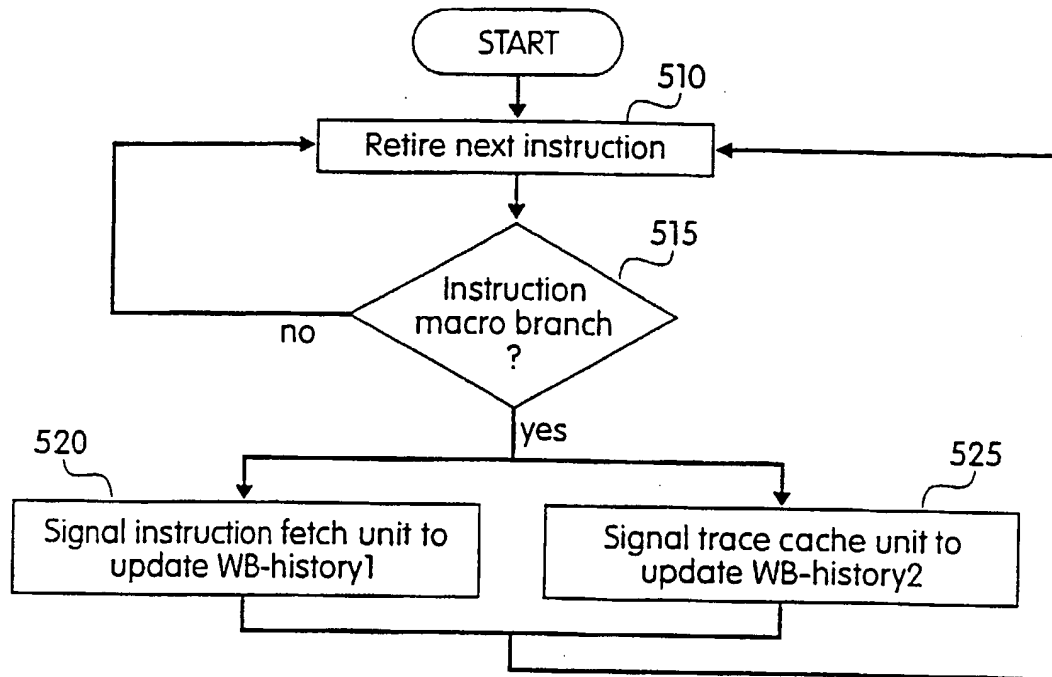 START
510
Retire next instruction
515
Instruction
macro branch
?
no
yes
520
525
Signal instruction fetch unit to
update WB-history1
Signal trace cache unit to
update WB-history2